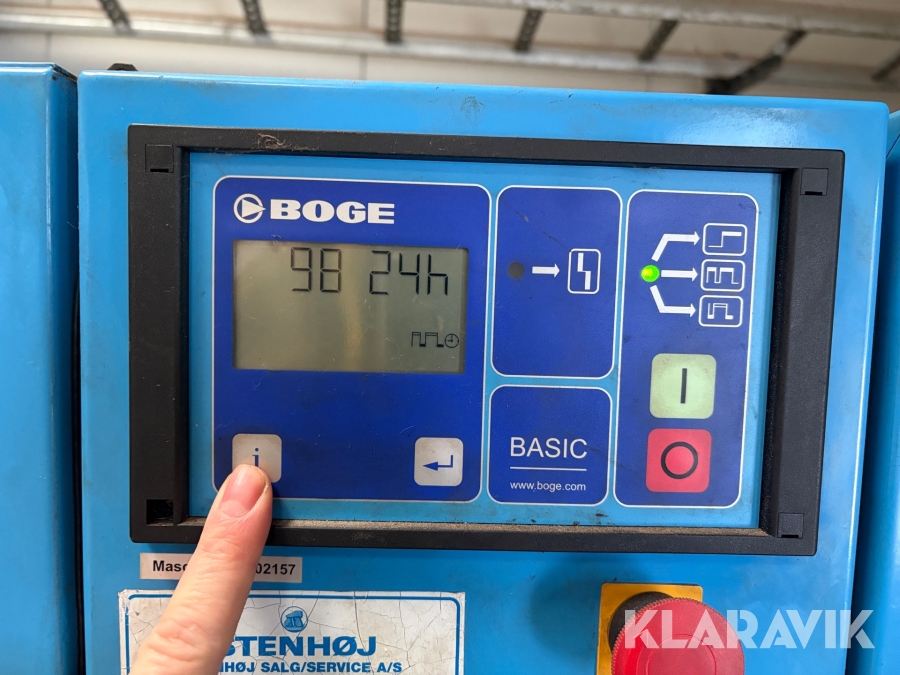 BOGE
98 24h
i
BASIC
www.boge.com
02157
STENHØJ
HØJ SALG/SERVICE A/S
KLARAVIK